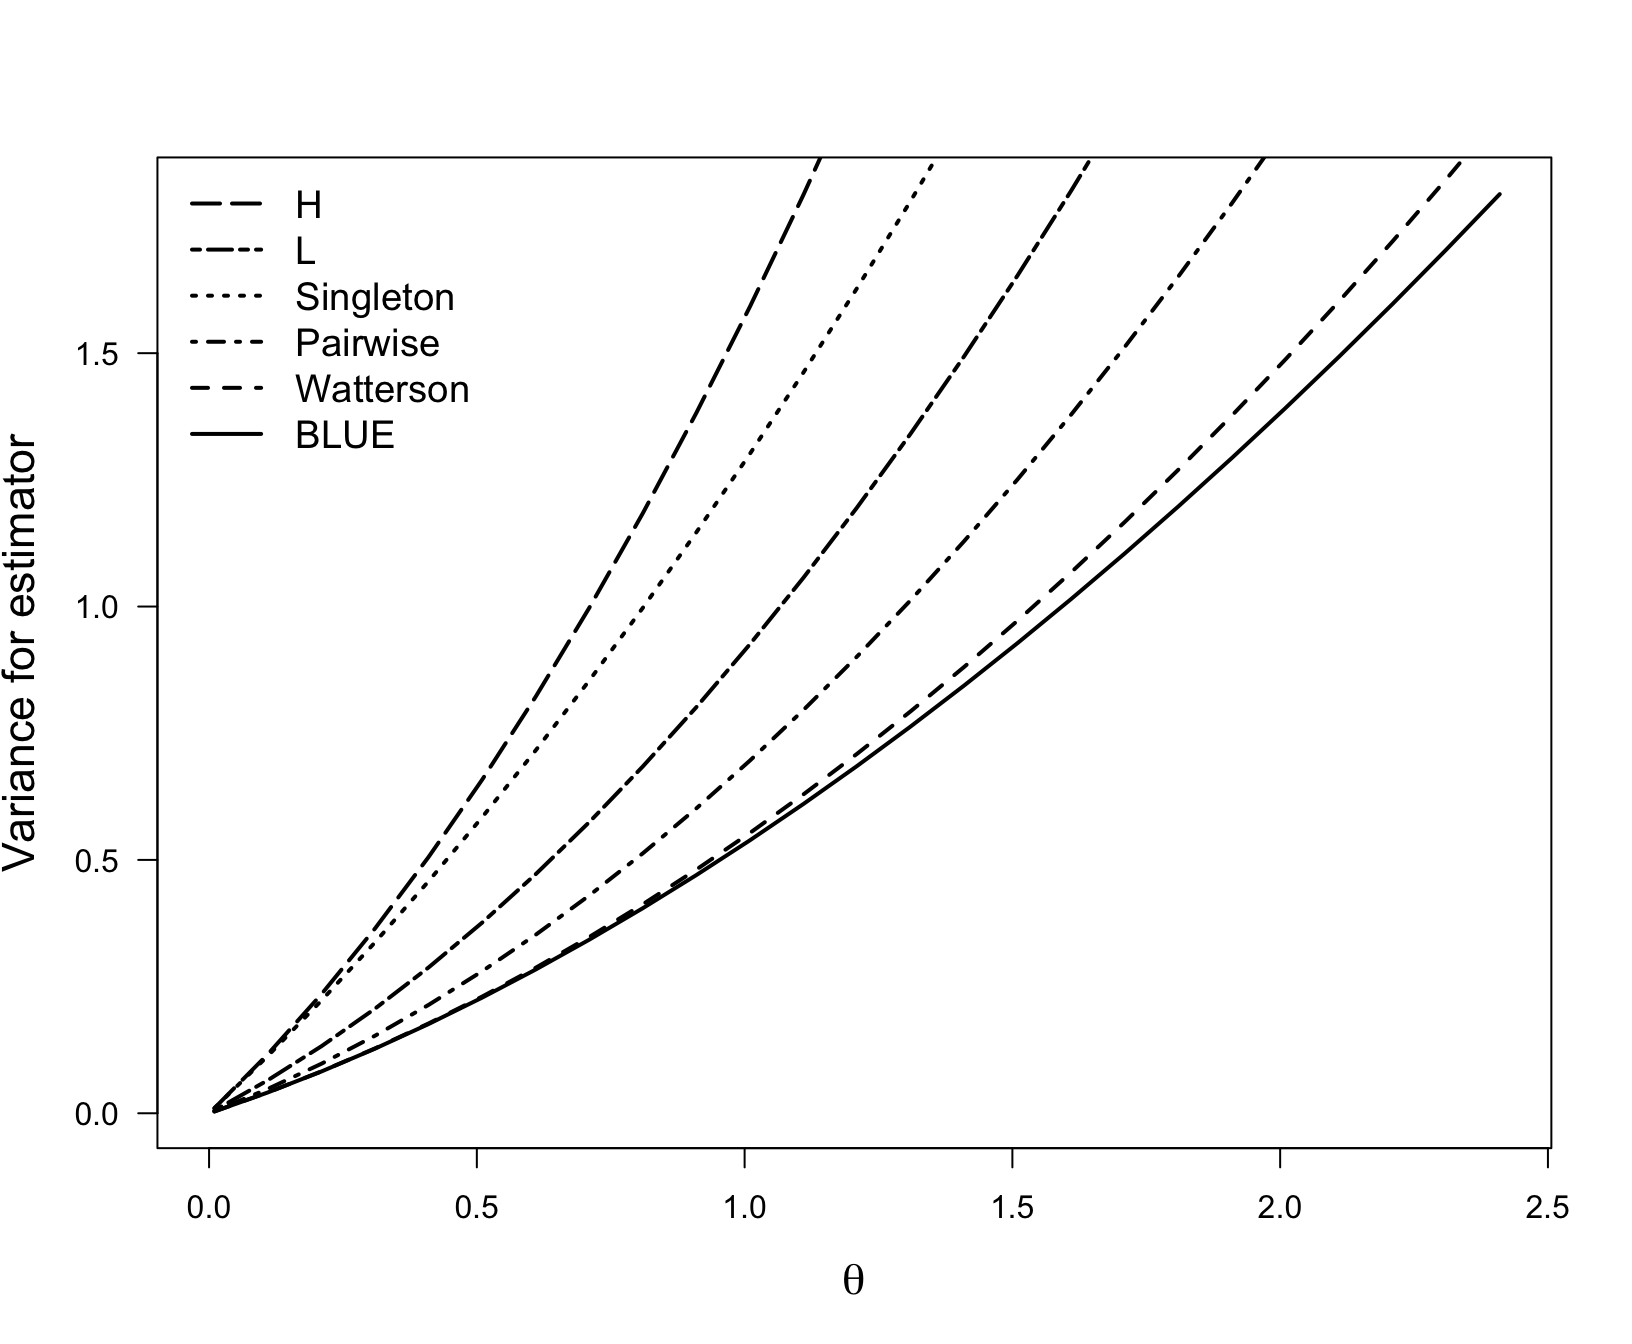 H
L
Singleton
Pairwise
Watterson
BLUE
Variance for estimator
1.5
1.0
0.5
0.0
0.0 0.5 1.0 1.5 2.0 2.5
θ